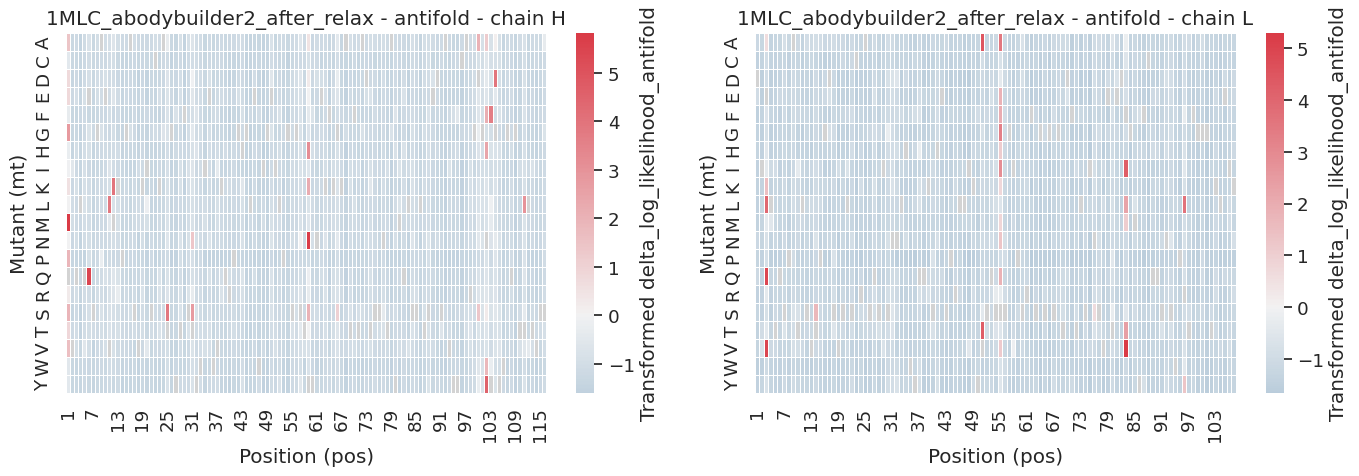 1MLC_abodybuilder2_after_relax - antifold - chain H
Mutant (mt)
A
C
D
E
F
G
H
I
K
L
M
N
P
Q
R
S
T
V
W
Y
1 7 13 19 25 31 37 43 49 55 61 67 73 79 85 91 97 103 109 115
Position (pos)
5
4
3
2
1
0
−1
Transformed delta_log_likelihood_antifold
1MLC_abodybuilder2_after_relax - antifold - chain L
Mutant (mt)
A
C
D
E
F
G
H
I
K
L
M
N
P
Q
R
S
T
V
W
Y
1 7 13 19 25 31 37 43 49 55 61 67 73 79 85 91 97 103
Position (pos)
5
4
3
2
1
0
−1
Transformed delta_log_likelihood_antifold